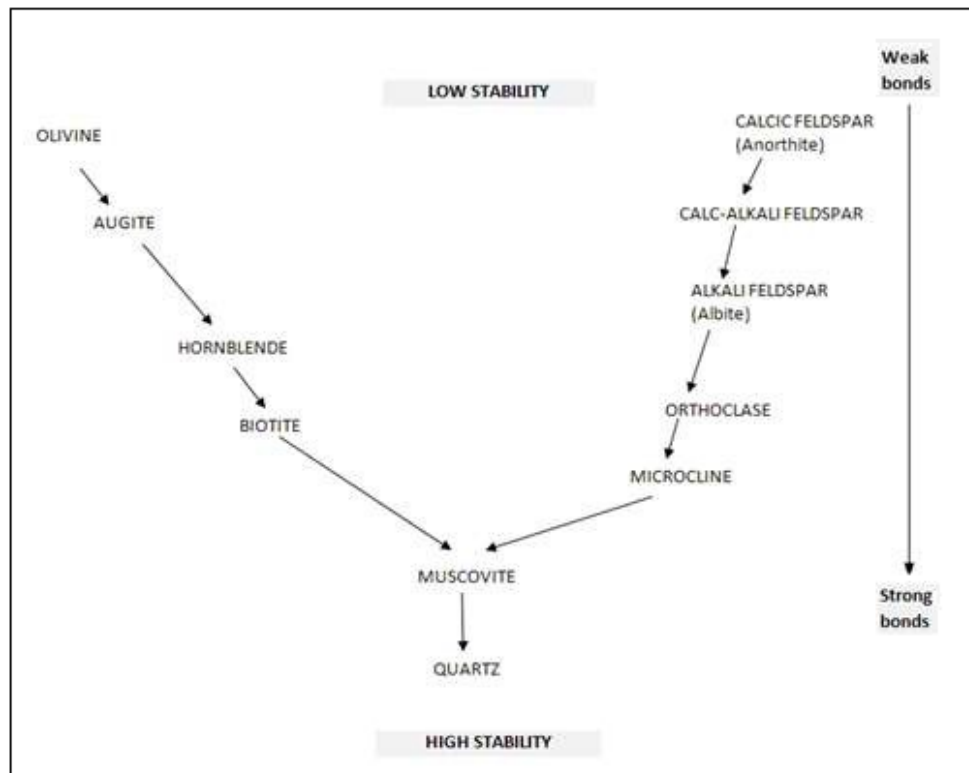 Weak
bonds
LOW STABILITY
OLIVINE
CALCIC FELDSPAR
(Anorthite)
AUGITE
CALC-ALKALI FELDSPAR
ALKALI FELDSPAR
(Albite)
HORNBLENDE
ORTHOCLASE
BIOTITE
MICROCLINE
MUSCOVITE
Strong
bonds
QUARTZ
HIGH STABILITY